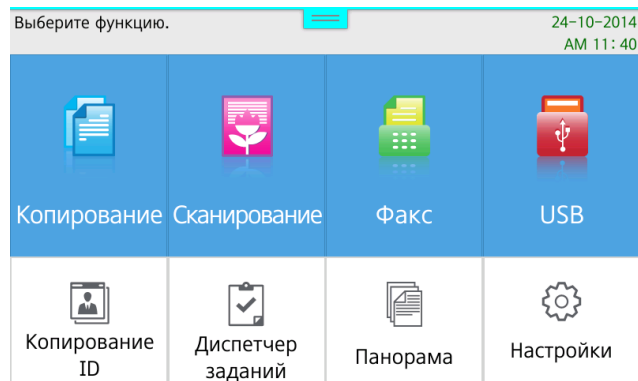 Выберите функцию.
24-10-2014
AM 11:40
Копирование
Сканирование
Факс
USB
Копирование
ID
Диспетчер
заданий
Панорама
Настройки